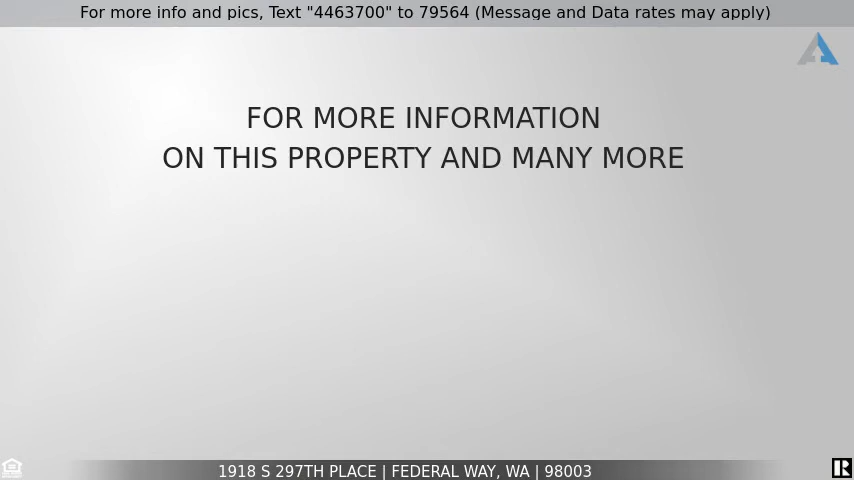 For more info and pics, Text "4463700" to 79564 (Message and Data rates may apply)
FOR MORE INFORMATION
ON THIS PROPERTY AND MANY MORE
1918 S 297TH PLACE | FEDERAL WAY, WA | 98003